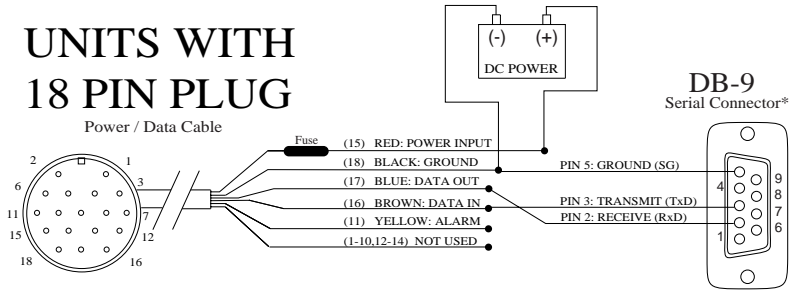 UNITS WITH
18 PIN PLUG
Power / Data Cable
(-) (+)
DC POWER
DB-9
Serial Connector*
Fuse
(15) RED: POWER INPUT
(18) BLACK: GROUND
(17) BLUE: DATA OUT
(16) BROWN: DATA IN
(11) YELLOW: ALARM
(1-10,12-14) NOT USED
PIN 5: GROUND (SG)
PIN 3: TRANSMIT (TxD)
PIN 2: RECEIVE (RxD)
2 1
6 3
11 7
15 12
18 16
4 9
8
7
1 6